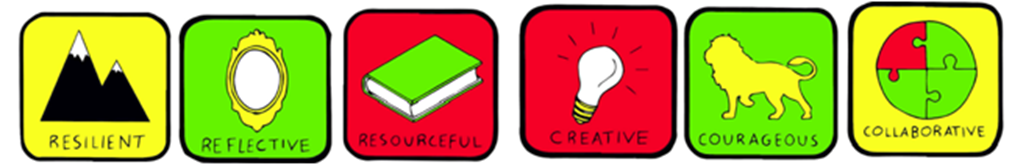 RESILIENT
REFLECTIVE
RESOURCEFUL
CREATIVE
COURAGEOUS
COLLABORATIVE